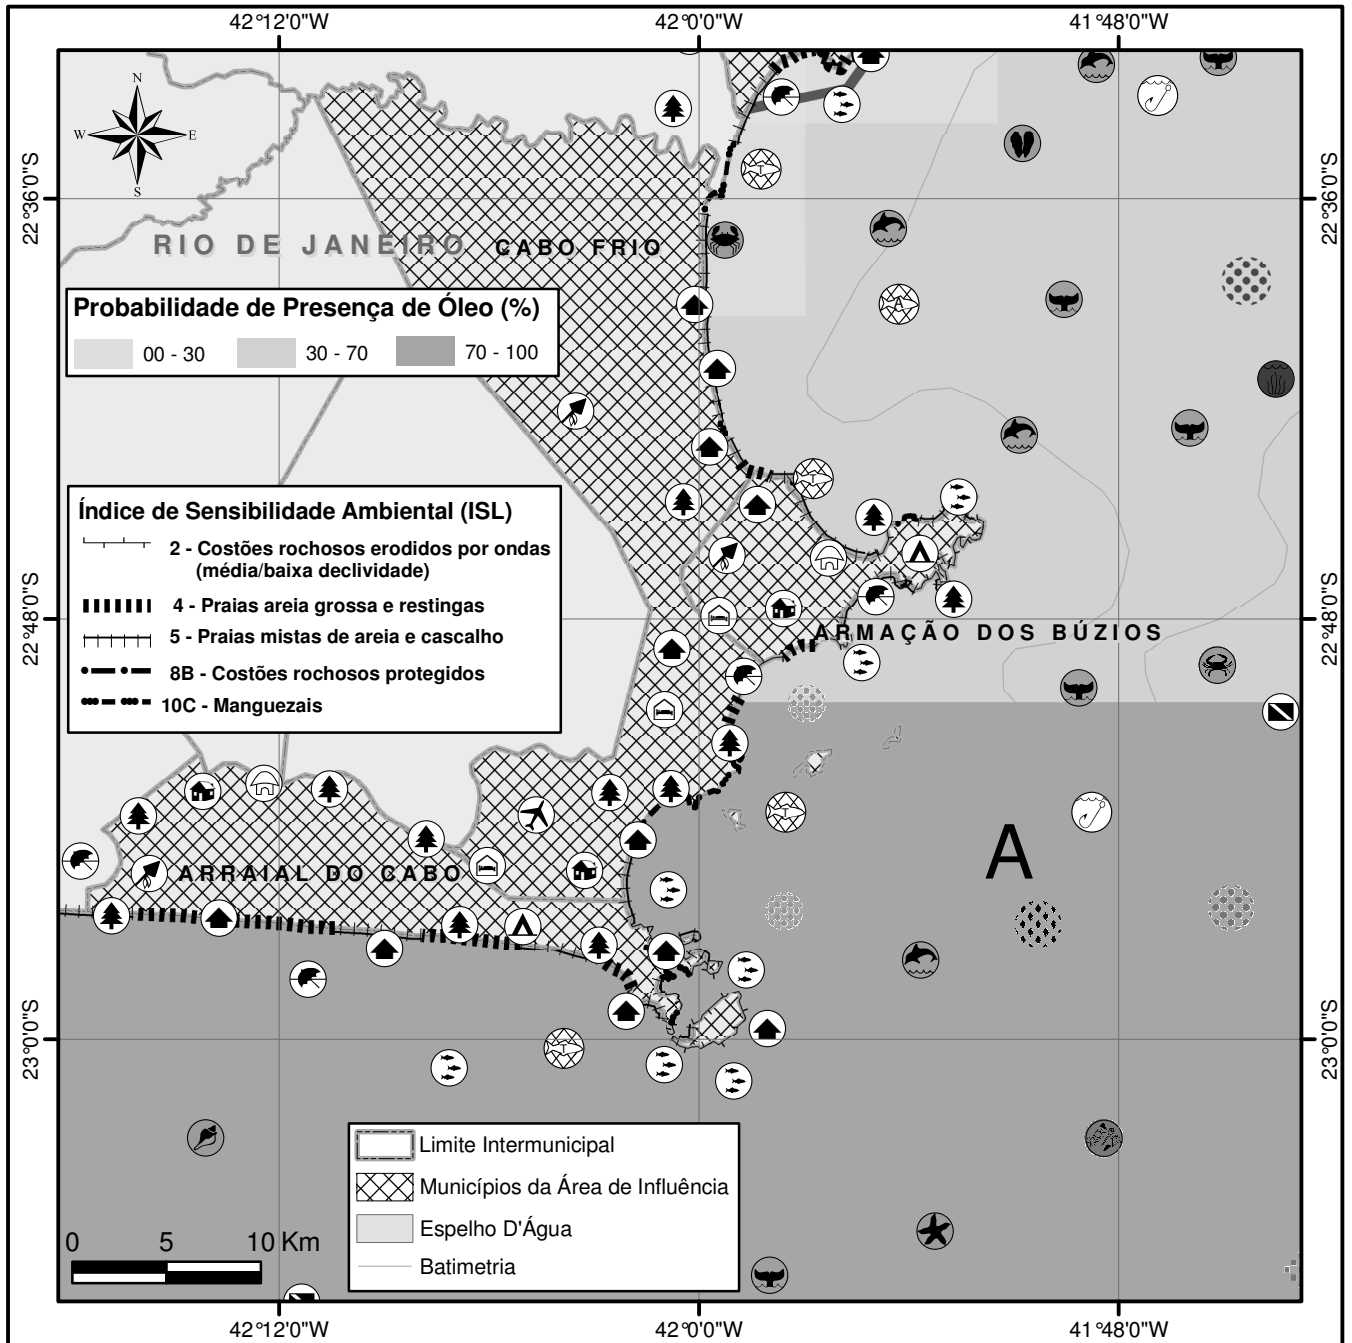 42°12'0"W 42°0'0"W 41°48'0"W
N
W E
S
22°36'0"S 22°36'0"S
RIO DE JANEIRO CABO FRIO
Probabilidade de Presença de Óleo (%)
00 - 30 30 - 70 70 - 100
Índice de Sensibilidade Ambiental (ISL)
2 - Costões rochosos erodidos por ondas
(média/baixa declividade)
4 - Praias areia grossa e restingas
5 - Praias mistas de areia e cascalho
8B - Costões rochosos protegidos
10C - Manguezais
22°48'0"S 22°48'0"S
ARMAÇÃO DOS BÚZIOS
A
ARRAIAL DO CABO
23°0'0"S 23°0'0"S
Limite Intermunicipal
Municípios da Área de Influência
Espelho D'Água
Batimetria
0 5 10 Km
42°12'0"W 42°0'0"W 41°48'0"W